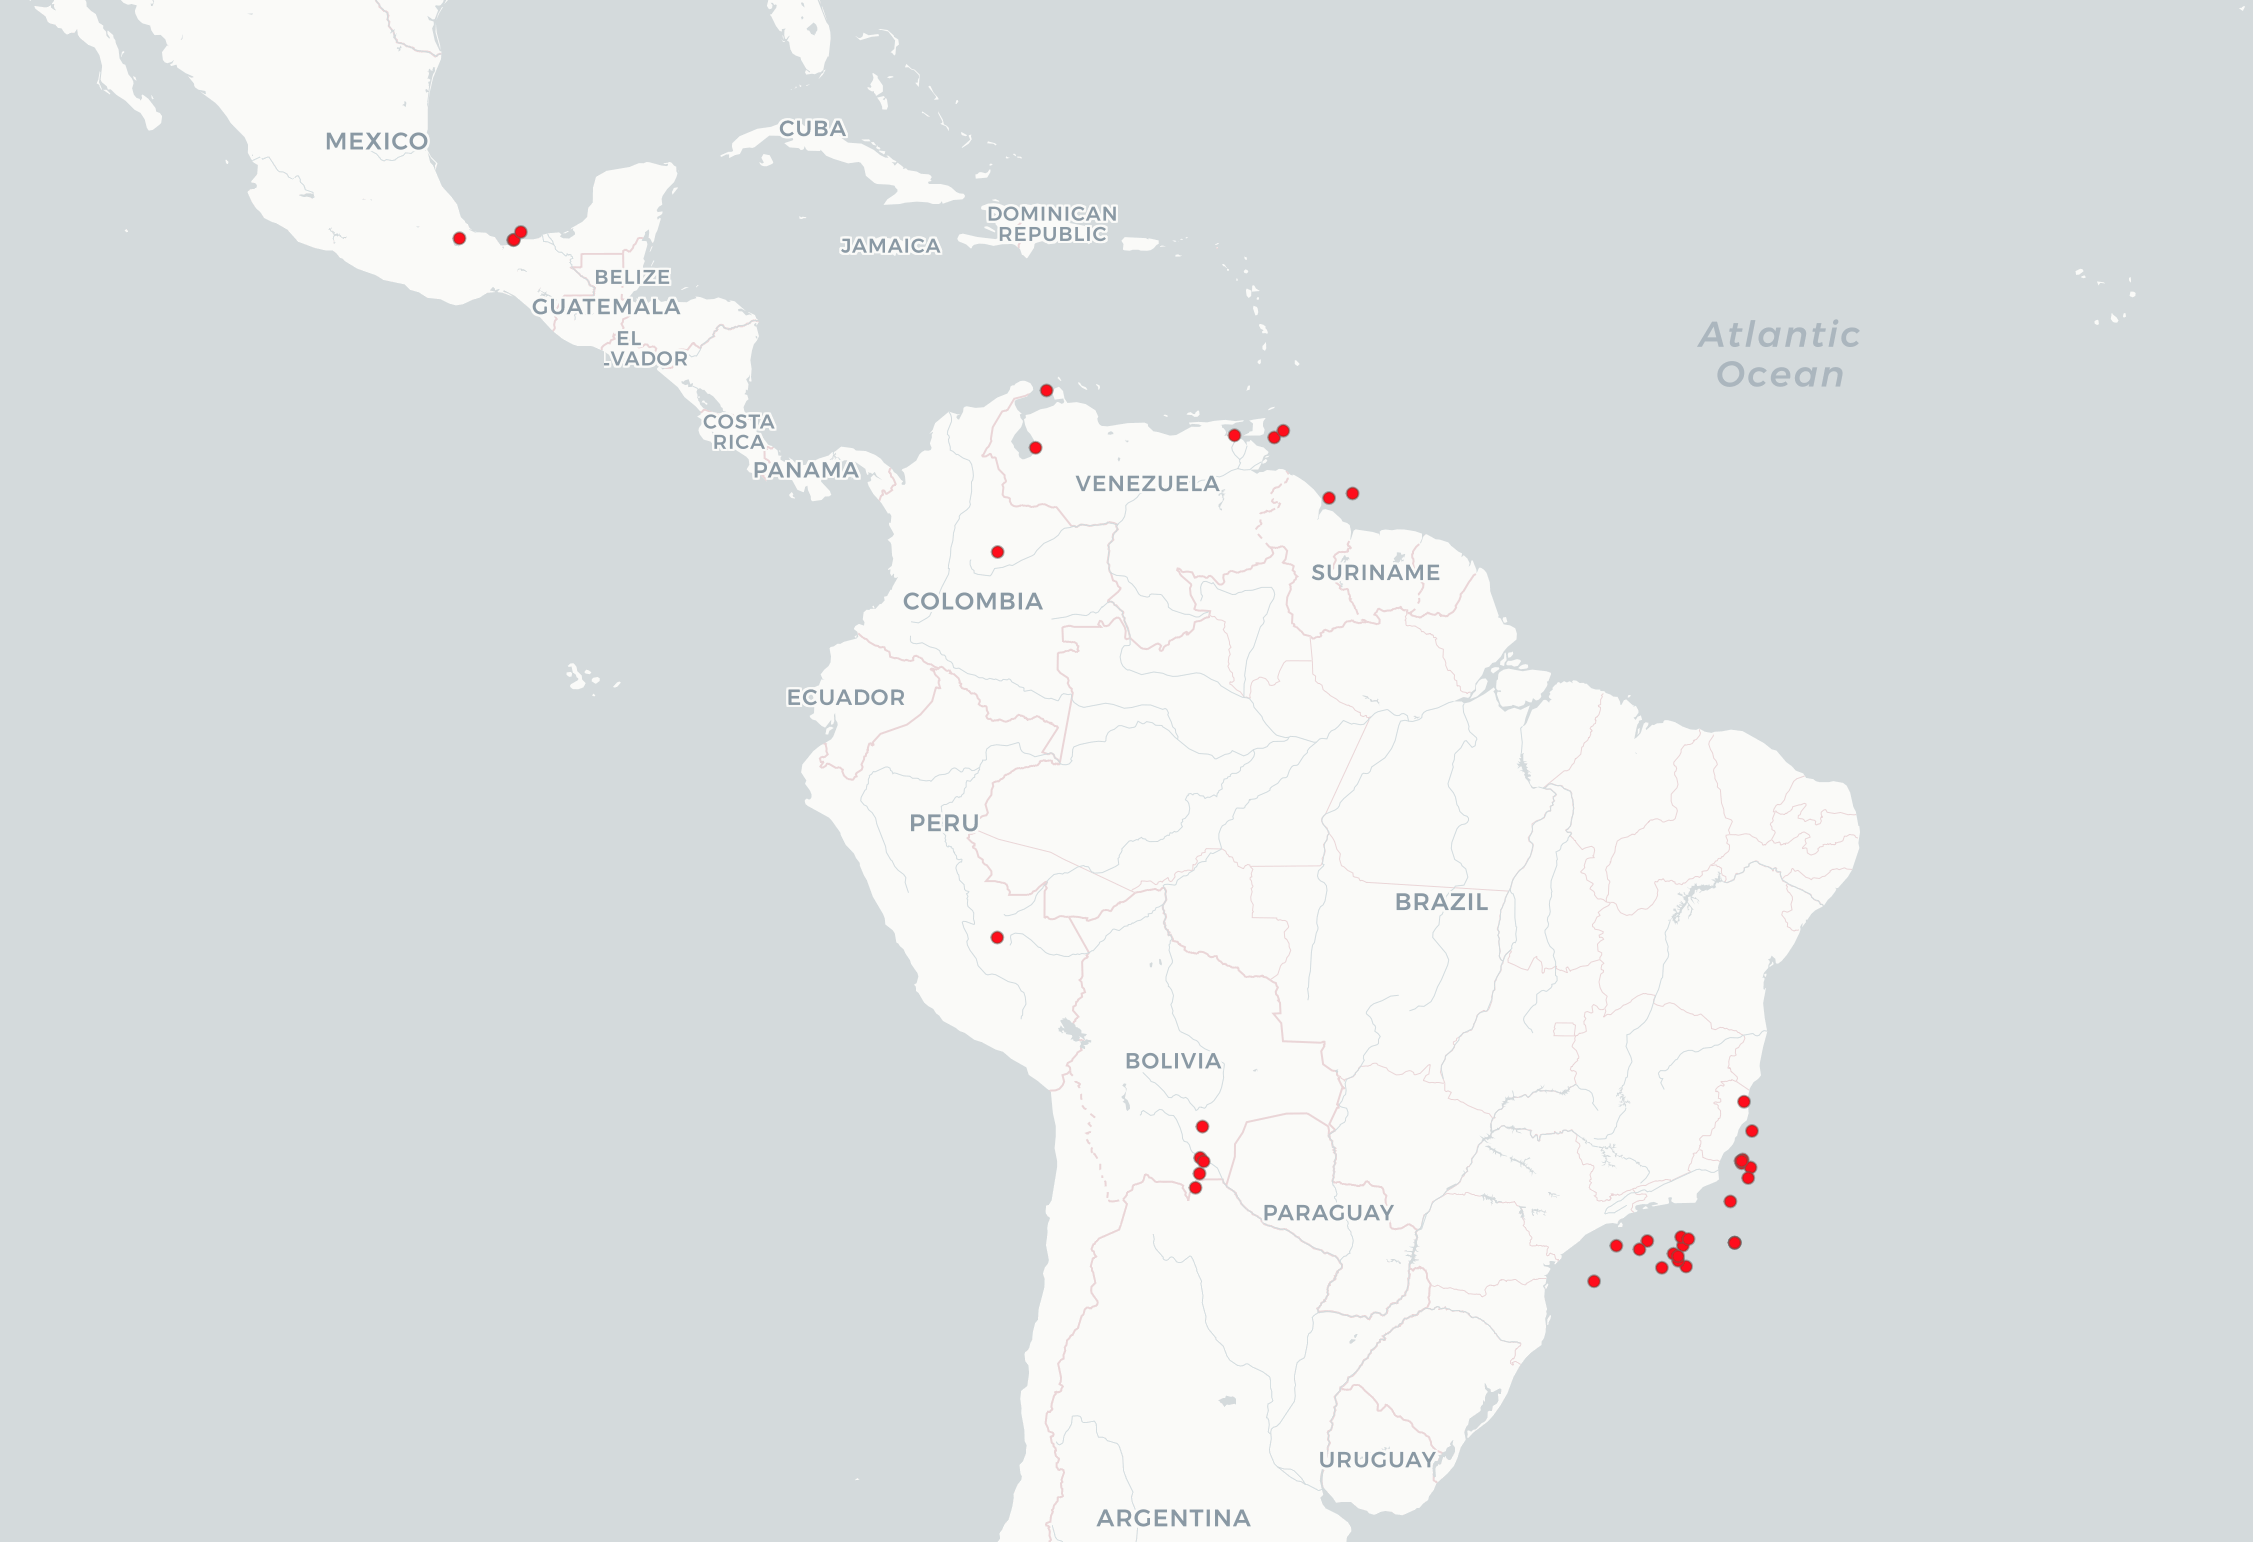 CUBA
MEXICO
DOMINICAN
REPUBLIC
JAMAICA
BELIZE
GUATEMALA
EL
VADOR
Atlantic
Ocean
COSTA
RICA
PANAMA
VENEZUELA
SURINAME
COLOMBIA
ECUADOR
PERU
BRAZIL
BOLIVIA
PARAGUAY
URUGUAY
ARGENTINA